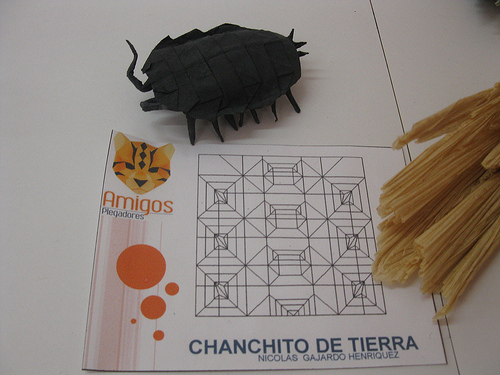 Amigos
Plegadores
CHANCHITO DE TIERRA
NICOLAS GAJARDO HENRIQUEZ